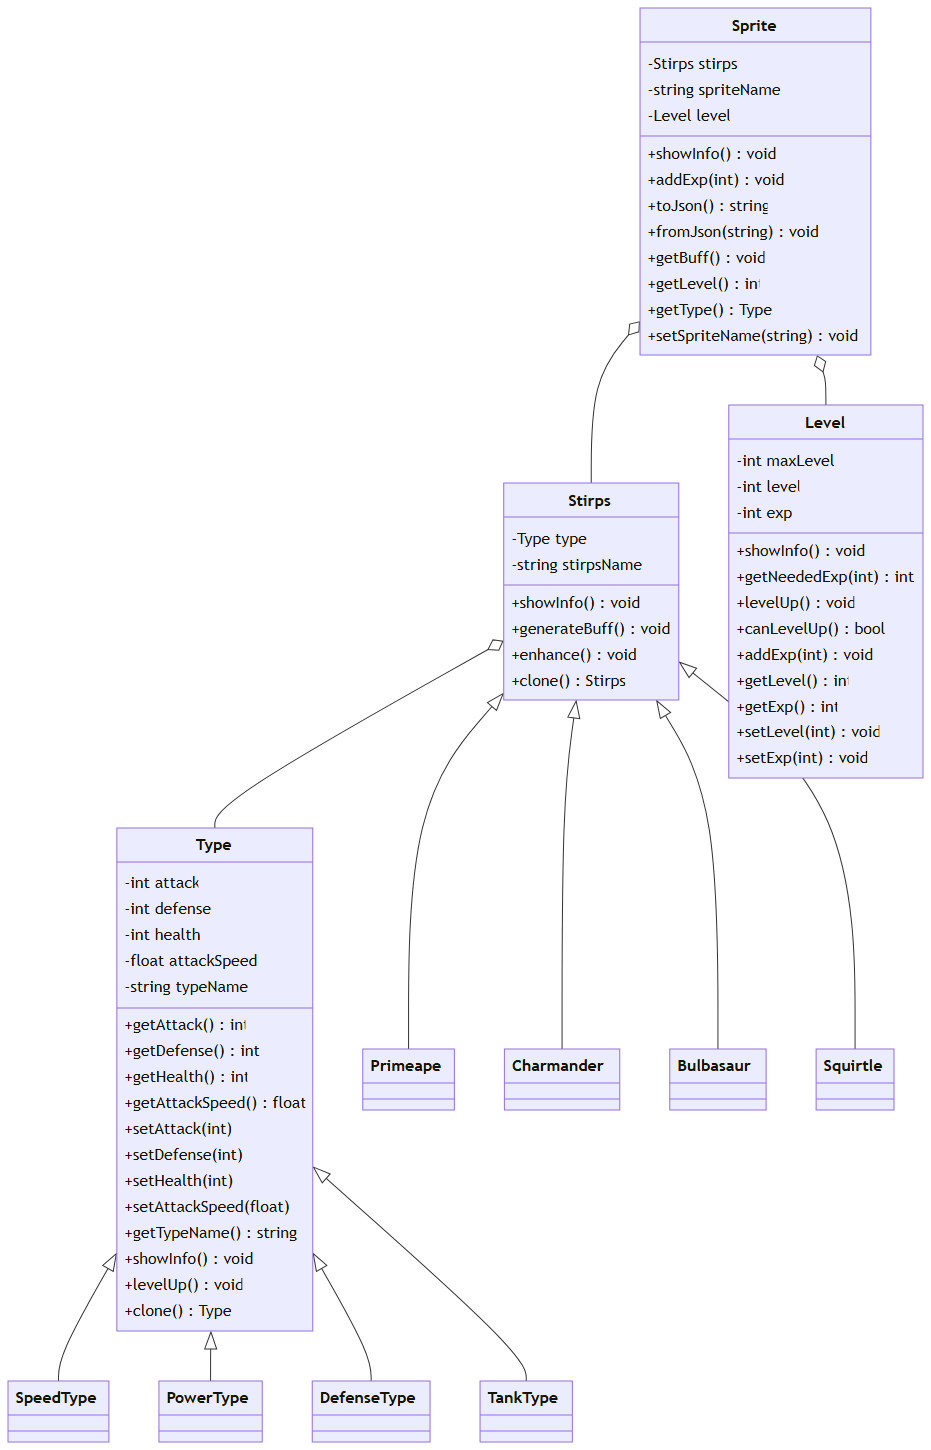 Sprite
-Stirps stirps
-string spriteName
-Level level
+showInfo() : void
+addExp(int) : void
+toJson() : string
+fromJson(string) : void
+getBuff() : void
+getLevel() : int
+getType() : Type
+setSpriteName(string) : void
Level
-int maxLevel
-int level
-int exp
+showInfo() : void
+getNeededExp(int) : int
+levelUp() : void
+canLevelUp() : bool
+addExp(int) : void
+getLevel() : int
+getExp() : int
+setLevel(int) : void
+setExp(int) : void
Stirps
-Type type
-string stirpsName
+showInfo() : void
+generateBuff() : void
+enhance() : void
+clone() : Stirps
Type
-int attack
-int defense
-int health
-float attackSpeed
-string typeName
+getAttack() : int
+getDefense() : int
+getHealth() : int
+getAttackSpeed() : float
+setAttack(int)
+setDefense(int)
+setHealth(int)
+setAttackSpeed(float)
+getTypeName() : string
+showInfo() : void
+levelUp() : void
+clone() : Type
Primeape
Charmander
Bulbasaur
Squirtle
SpeedType
PowerType
DefenseType
TankType